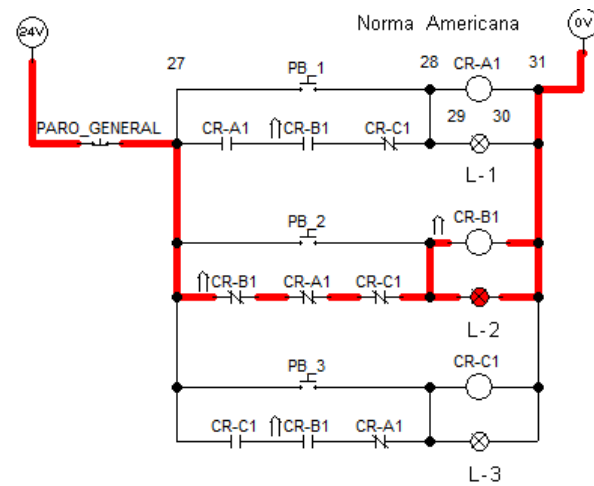 24V Norma Americana 0V
27 PB_1 28 CR-A1 31
PARO_GENERAL CR-A1 CR-B1 CR-C1 29 30
L-1
PB_2 CR-B1
CR-B1 CR-A1 CR-C1
L-2
PB_3 CR-C1
CR-C1 CR-B1 CR-A1
L-3